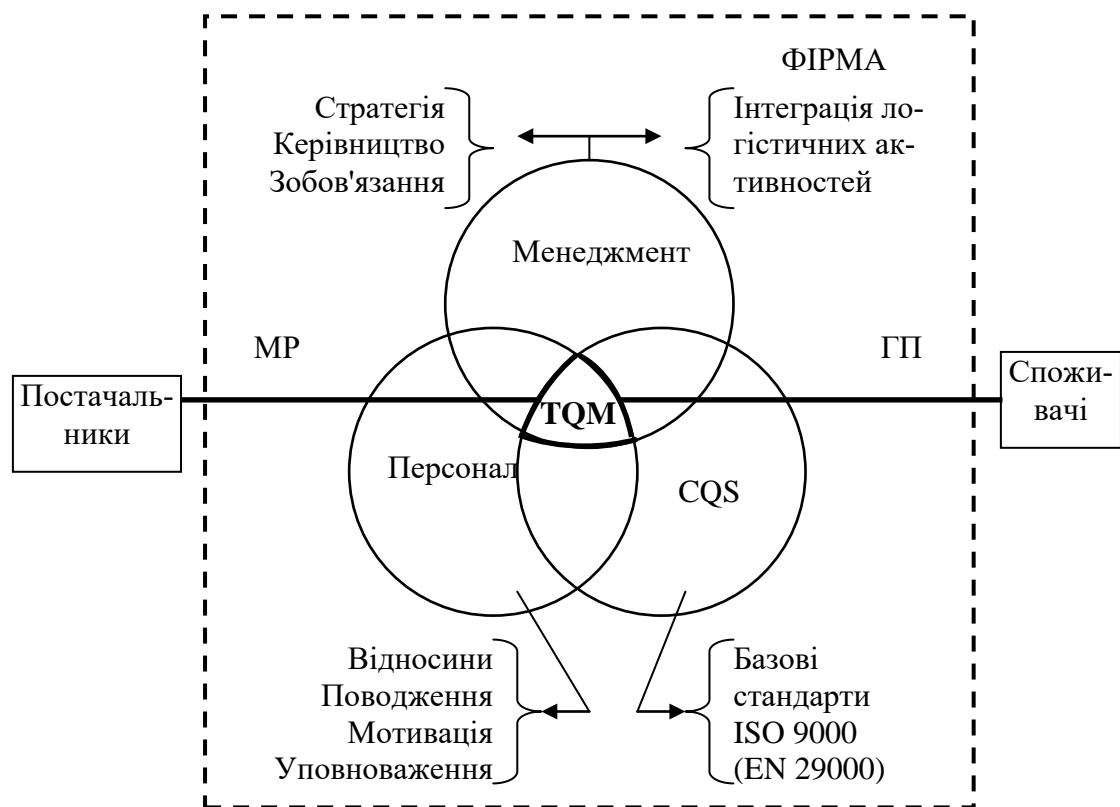 ФІРМА
Стратегія
Керівництво
Зобов'язання
Інтеграція ло-
гістичних ак-
тивностей
Менеджмент
МР
ГП
Постачаль-
ники
TQM
Спожи-
вачі
Персонал
CQS
Відносини
Поводження
Мотивація
Уповноваження
Базові
стандарти
ISO 9000
(EN 29000)